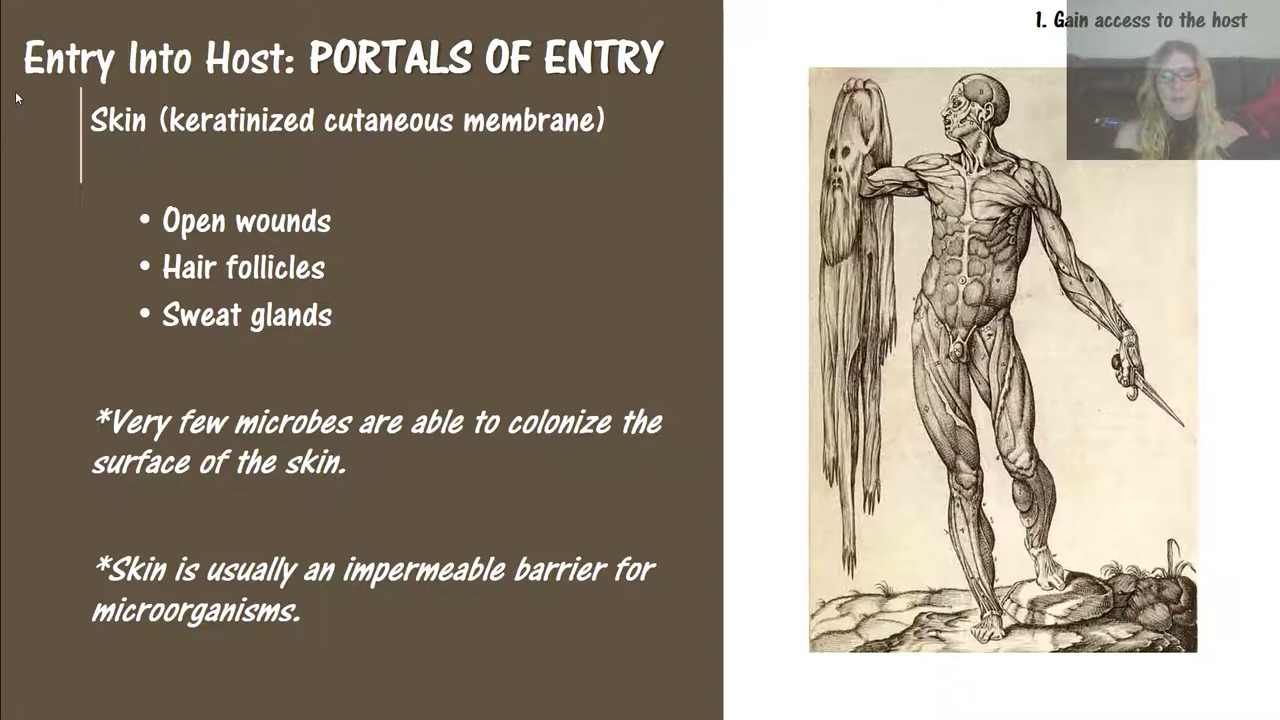 1. Gain access to the host
Entry Into Host: PORTALS OF ENTRY
Skin (keratinized cutaneous membrane)
• Open wounds
• Hair follicles
• Sweat glands
*Very few microbes are able to colonize the
surface of the skin.
*Skin is usually an impermeable barrier for
microorganisms.